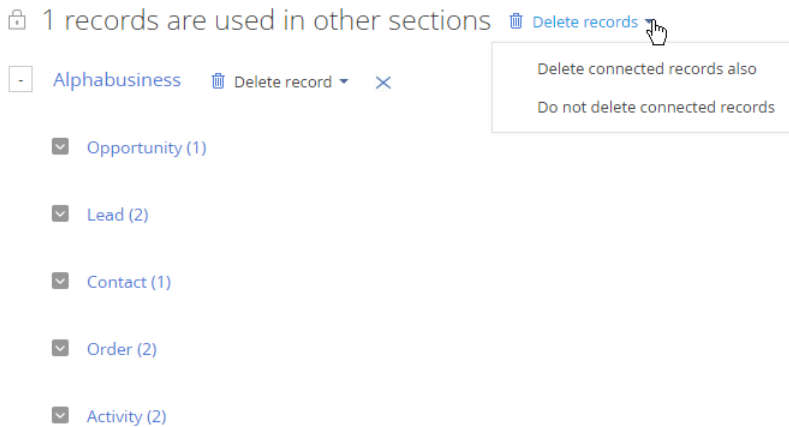 1 records are used in other sections Delete records
Delete connected records also
Do not delete connected records
- Alphabusiness Delete record
Opportunity (1)
Lead (2)
Contact (1)
Order (2)
Activity (2)